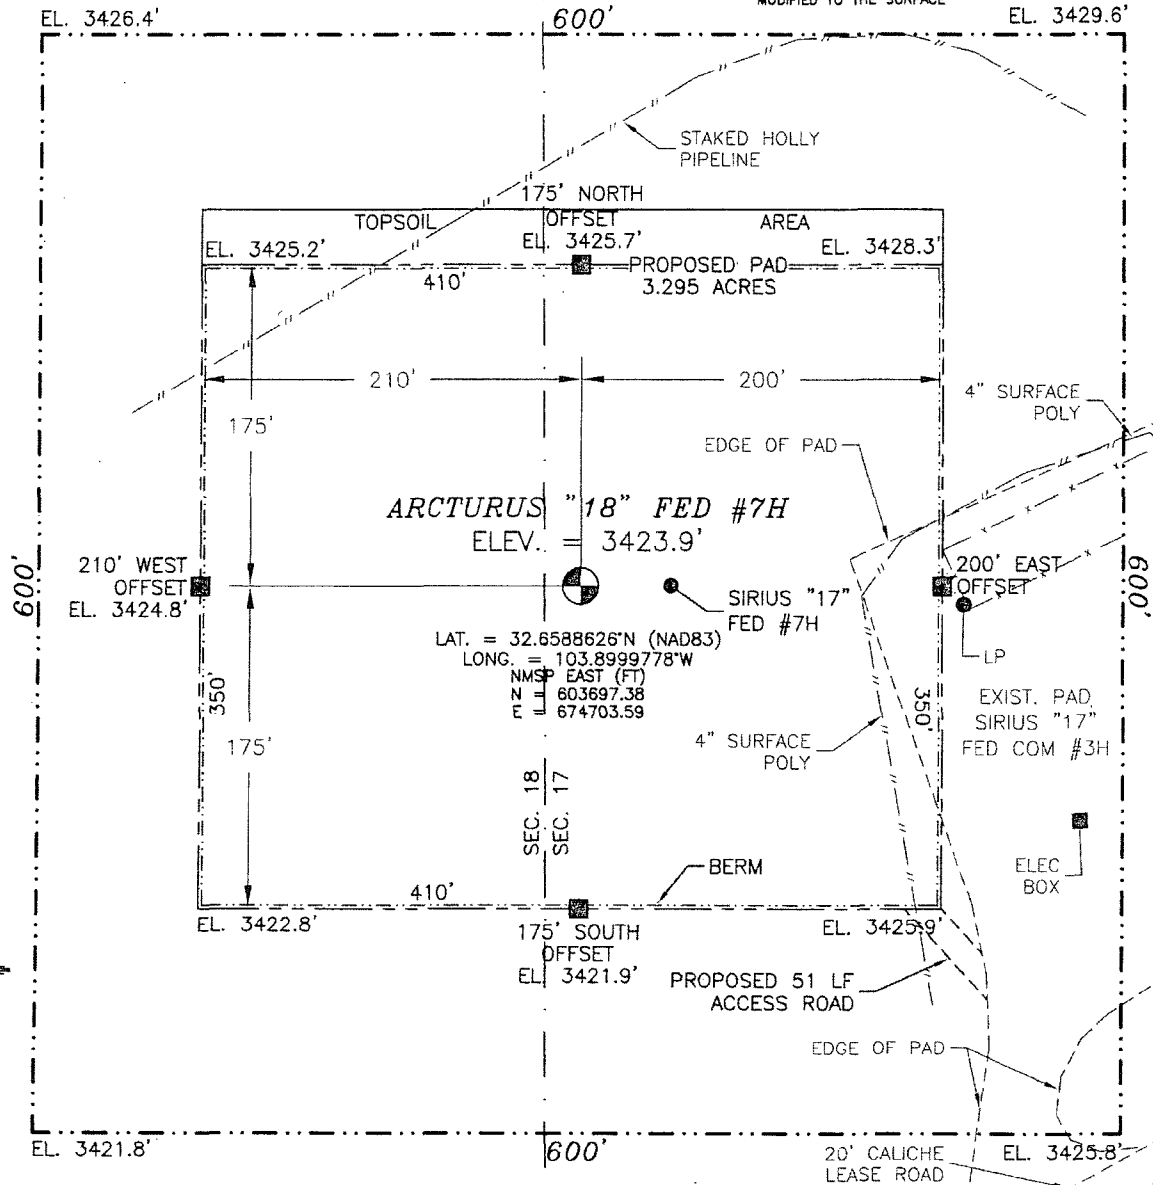 MODIFIED TO THE SURFACE
EL. 3426.4'
600'
EL. 3429.6'
STAKED HOLLY
PIPELINE
175' NORTH
OFFSET
EL. 3425.7'
TOPSOIL
AREA
EL. 3425.2'
EL. 3428.3'
410'
PROPOSED PAD
3.295 ACRES
210'
200'
175'
4" SURFACE
POLY
EDGE OF PAD
ARCTURUS "18" FED #7H
ELEV. = 3423.9'
600'
210' WEST
OFFSET
EL. 3424.8'
200' EAST
OFFSET
600'
SIRIUS "17"
FED #7H
LAT. = 32.6588626°N (NAD83)
LONG. = 103.8999778°W
NMSP EAST (FT)
N = 603697.38
E = 674703.59
LP
350'
350'
EXIST. PAD
SIRIUS "17"
FED COM #3H
175'
4" SURFACE
POLY
SEC. 18
SEC. 17
ELEC
BOX
BERM
410'
EL. 3422.8'
EL. 3425.9'
175' SOUTH
OFFSET
EL. 3421.9'
PROPOSED 51 LF
ACCESS ROAD
EDGE OF PAD
EL. 3421.8'
600'
EL. 3425.8'
20' CALICHE
LEASE ROAD